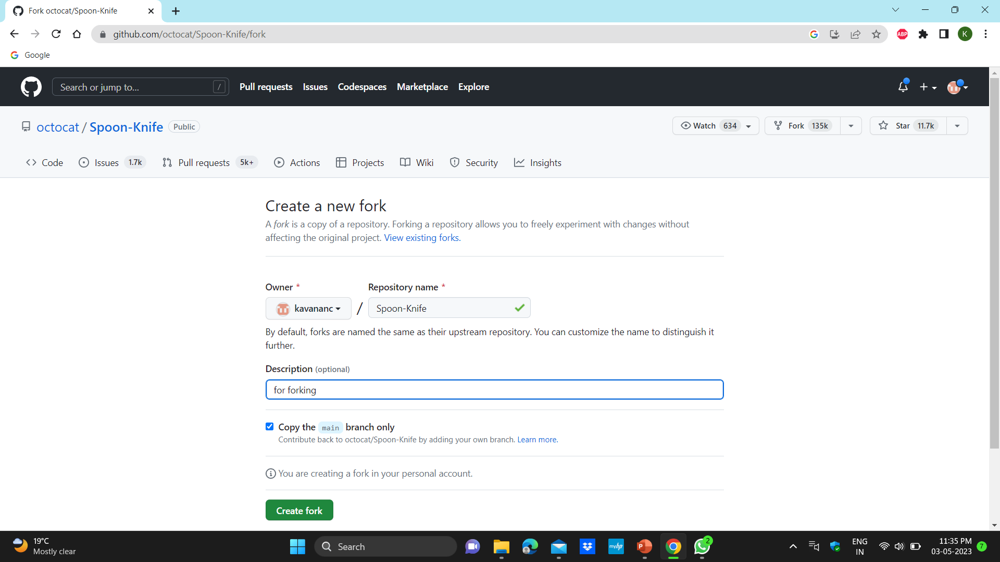 Fork octocat/Spoon-Knife
github.com/octocat/Spoon-Knife/fork
ABP
K
Google
Search or jump to...
/
Pull requests Issues Codespaces Marketplace Explore
octocat / Spoon-Knife Public
Watch 634 Fork 135k Star 11.7k
Code Issues 1.7k Pull requests 5k+ Actions Projects Wiki Security Insights
Create a new fork
A fork is a copy of a repository. Forking a repository allows you to freely experiment with changes without
affecting the original project. View existing forks.
Owner * Repository name *
kavananc / Spoon-Knife
By default, forks are named the same as their upstream repository. You can customize the name to distinguish it
further.
Description (optional)
for forking
Copy the main branch only
Contribute back to octocat/Spoon-Knife by adding your own branch. Learn more.
You are creating a fork in your personal account.
Create fork
19°C
Mostly clear
Search
myhp
P
2
ENG
IN
11:35 PM
03-05-2023
7